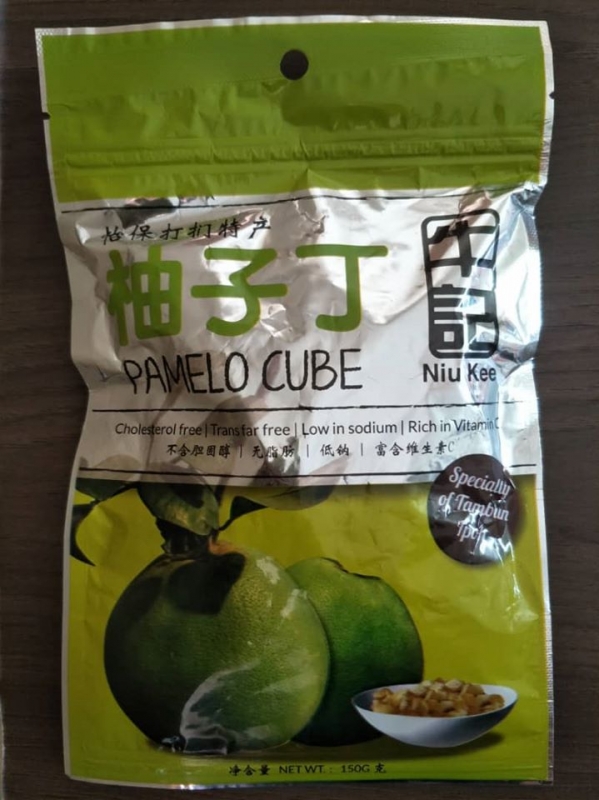 怡保打扪特产
柚子丁
牛記
PAMELO CUBE
Niu Kee
Cholesterol free | Trans far free | Low in sodium | Rich in Vitamin C
不含胆固醇 | 无脂肪 | 低钠 | 富含维生素C
Specialty
of Tambun
Ipoh
净含量 NET WT. : 150G 克